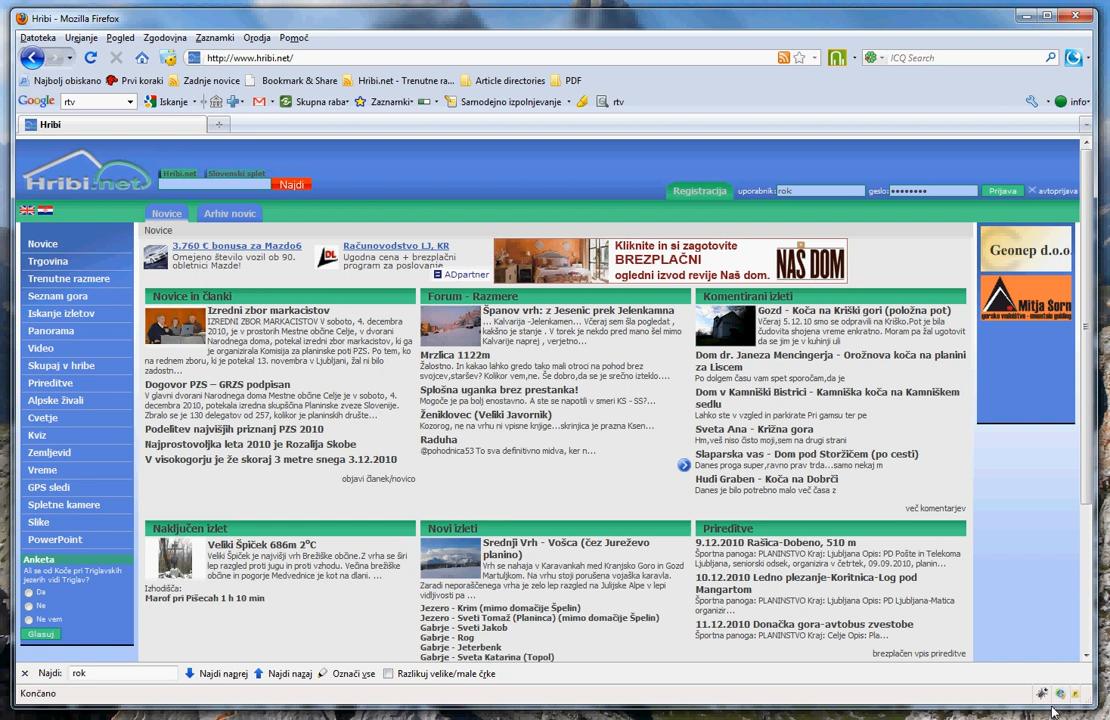 Hribi - Mozilla Firefox
Datoteka Urejanje Pogled Zgodovina Zaznamki Orodja Pomoč
http://www.hribi.net/
ICQ Search
Najbolj obiskano Prvi koraki Zadnje novice Bookmark & Share Hribi.net - Trenutne ra... Article directories PDF
Google rtv Iskanje Skupna raba Zaznamki Samodejno izpolnjevanje rtv info
Hribi
Hribi.net
Hribi.net Slovenski splet
Najdi
Registracija uporabnik: rok geslo: •••••••• Prijava avtoprijava
Novice Arhiv novic
Novice
Trgovina
Trenutne razmere
Seznam gora
Iskanje izletov
Panorama
Video
Skupaj v hribe
Prireditve
Alpske živali
Cvetje
Kviz
Zemljevid
Vreme
GPS sledi
Spletne kamere
Slike
PowerPoint
Anketa
Ali se od Koče pri Triglavskih
jezerih vidi Triglav?
Da
Ne
Ne vem
Glasuj
Novice
3.760 € bonusa za Mazdo6
Omejeno število vozil ob 90.
obletnici Mazde!
DL
Računovodstvo LJ, KR
Ugodna cena + brezplačni
program za poslovanje
ADpartner
Kliknite in si zagotovite
BREZPLAČNI
ogledni izvod revije Naš dom.
NAŠ DOM
Novice in članki
Izredni zbor markacistov
IZREDNI ZBOR MARKACISTOV V soboto, 4. decembra
2010, je v prostorih Mestne občine Celje, v dvorani
Narodnega doma, potekal izredni zbor markacistov, ki ga
je organizirala Komisija za planinske poti PZS. Po tem, ko
na rednem zboru, ki je potekal 13. novembra v Ljubljani, žal ni bilo
zadostn...
Dogovor PZS – GRZS podpisan
V glavni dvorani Narodnega doma Mestne občine Celje je v soboto, 4.
decembra 2010, potekala izredna skupščina Planinske zveze Slovenije.
Zbralo se je 130 delegatov od 257, kolikor je planinskih društe...
Podelitev najvišjih priznanj PZS 2010
Najprostovoljka leta 2010 je Rozalija Skobe
V visokogorju je že skoraj 3 metre snega 3.12.2010
objavi članek/novico
Forum - Razmere
Španov vrh: z Jesenic prek Jelenkamna
... Kalvarija -Jelenkamen... Včeraj sem šla pogledat ,
kakšno je stanje . V torek je nekdo pred mano šel mimo
Kalvarije naprej , verjetno...
Mrzlica 1122m
Žalostno. In kakao lahko gredo tako mali otroci na pohod brez
svojcev,staršev? Kolikor vem,ne. Še dobro,da se je srečno izteklo....
Splošna uganka brez prestanka!
Mogoče je pa bolj enostavno. A ste se napotili v smeri KS - SS?...
Ženiklovec (Veliki Javornik)
Kozorog, ne na vrhu ni vpisne knjige...skrinjica je prazna Ksen...
Raduha
@pohodnica53 To sva definitivno midva, ker n...
Komentirani izleti
Gozd - Koča na Kriški gori (položna pot)
Včeraj 5.12.10 smo se odpravili na Križko.Pot je bila
čudovita shojena vreme enkratno. Moram pa žal ugotovit
da se jim je v kuhinji uli
Dom dr. Janeza Mencingerja - Orožnova koča na planini
za Liscem
Po dolgem času vam spet sporočam,da je
Dom v Kamniški Bistrici - Kamniška koča na Kamniškem
sedlu
Lahko ste v vzgled in parkirate Pri gamsu ter pe
Sveta Ana - Križna gora
Hm,veš niso čisto moji,sem na drugi strani
Slaparska vas - Dom pod Storžičem (po cesti)
Danes proga super,ravno prav trda...samo nekaj m
Hudi Graben - Koča na Dobrči
Danes je bilo potrebno malo več časa z
več komentarjev
Geonep d.o.o.
Mitja Šorn
gorsko vodništvo - mountain guiding
Naključen izlet
Veliki Špiček 686m 2°C
Veliki Špiček je najvišji vrh Brežiške občine.Z vrha se širi
lep razgled proti jugu in proti vzhodu. Večina brežiške
občine in pogorje Medvednice je kot na dlani. ...
Izhodišča:
Marof pri Pišecah 1 h 10 min
Novi izleti
Srednji Vrh - Vošca (čez Jureževo
planino)
Vrh se nahaja v Karavankah med Kranjsko Goro in Gozd
Martuljkom. Na vrhu stoji porušena vojaška karavla.
Zaradi neporaščenega vrha je zelo lep razgled na Julijske Alpe v lepi
vidljivosti pa ...
Jezero - Krim (mimo domačije Špelin)
Jezero - Sveti Tomaž (Planinca) (mimo domačije Špelin)
Gabrje - Sveti Jakob
Gabrje - Rog
Gabrje - Jeterbenk
Gabrje - Sveta Katarina (Topol)
Prireditve
9.12.2010 Rašica-Dobeno, 510 m
Športna panoga: PLANINSTVO Kraj: Ljubljana Opis: PD Pošte in Telekoma
Ljubljana, seniorski odsek, organizira v četrtek, 09.09.2010, planin...
10.12.2010 Ledno plezanje-Koritnica-Log pod
Mangartom
Športna panoga: PLANINSTVO Kraj: Ljubljana Opis: PD Ljubljana-Matica
organizir...
11.12.2010 Donačka gora-avtobus zvestobe
Športna panoga: PLANINSTVO Kraj: Celje Opis: Pla...
brezplačen vpis prireditve
Najdi: rok Najdi naprej Najdi nazaj Označi vse Razlikuj velike/male črke
Končano